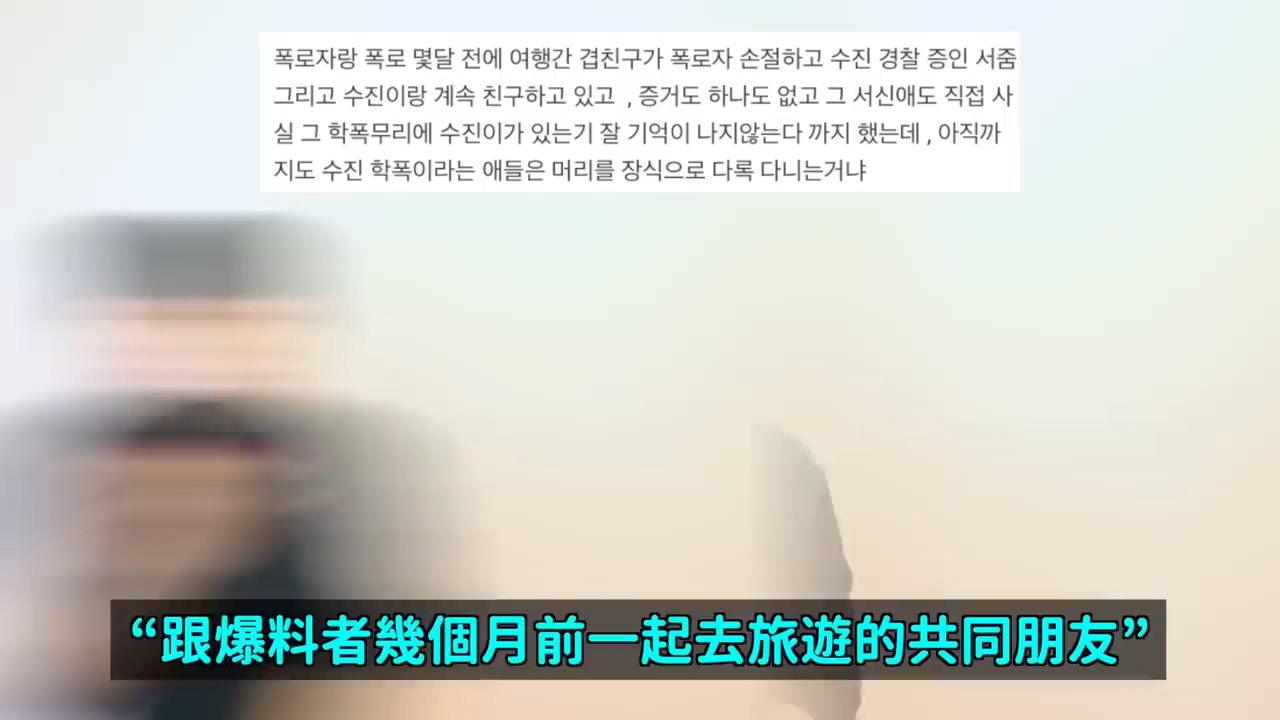 폭로자랑 폭로 몇달 전에 여행간 겹친구가 폭로자 손절하고 수진 경찰 증인 서줌
그리고 수진이랑 계속 친구하고 있고 , 증거도 하나도 없고 그 서신애도 직접 사
실 그 학폭무리에 수진이가 있는기 잘 기억이 나지않는다 까지 했는데 , 아직까
지도 수진 학폭이라는 애들은 머리를 장식으로 다록 다니는거냐
“跟爆料者幾個月前一起去旅遊的共同朋友”